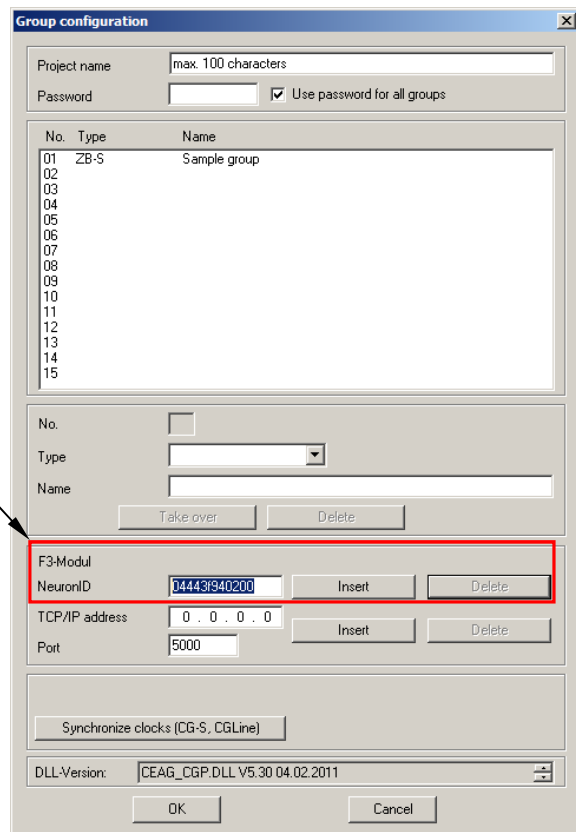 Group configuration
Project name max. 100 characters
Password Use password for all groups
No. Type Name
01 ZB-S Sample group
02
03
04
05
06
07
08
09
10
11
12
13
14
15
No.
Type
Name
Take over Delete
F3-Modul
NeuronID 04443f940200 Insert Delete
TCP/IP address 0 . 0 . 0 . 0 Insert Delete
Port 5000
Synchronize clocks (CG-S, CGLine)
DLL-Version: CEAG_CGP.DLL V5.30 04.02.2011
OK Cancel